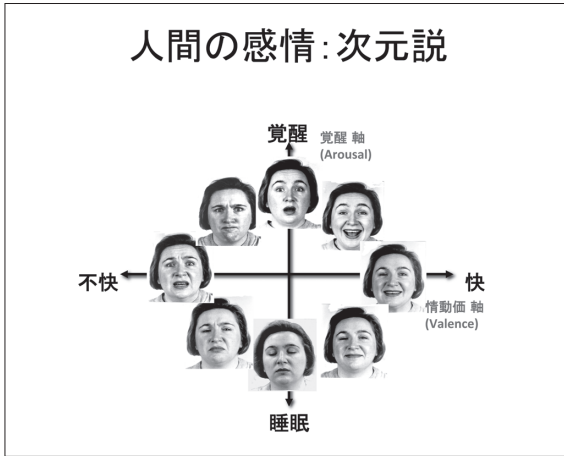 人間の感情:次元説
覚醒
覚醒 軸
(Arousal)
不快
快
情動価 軸
(Valence)
睡眠